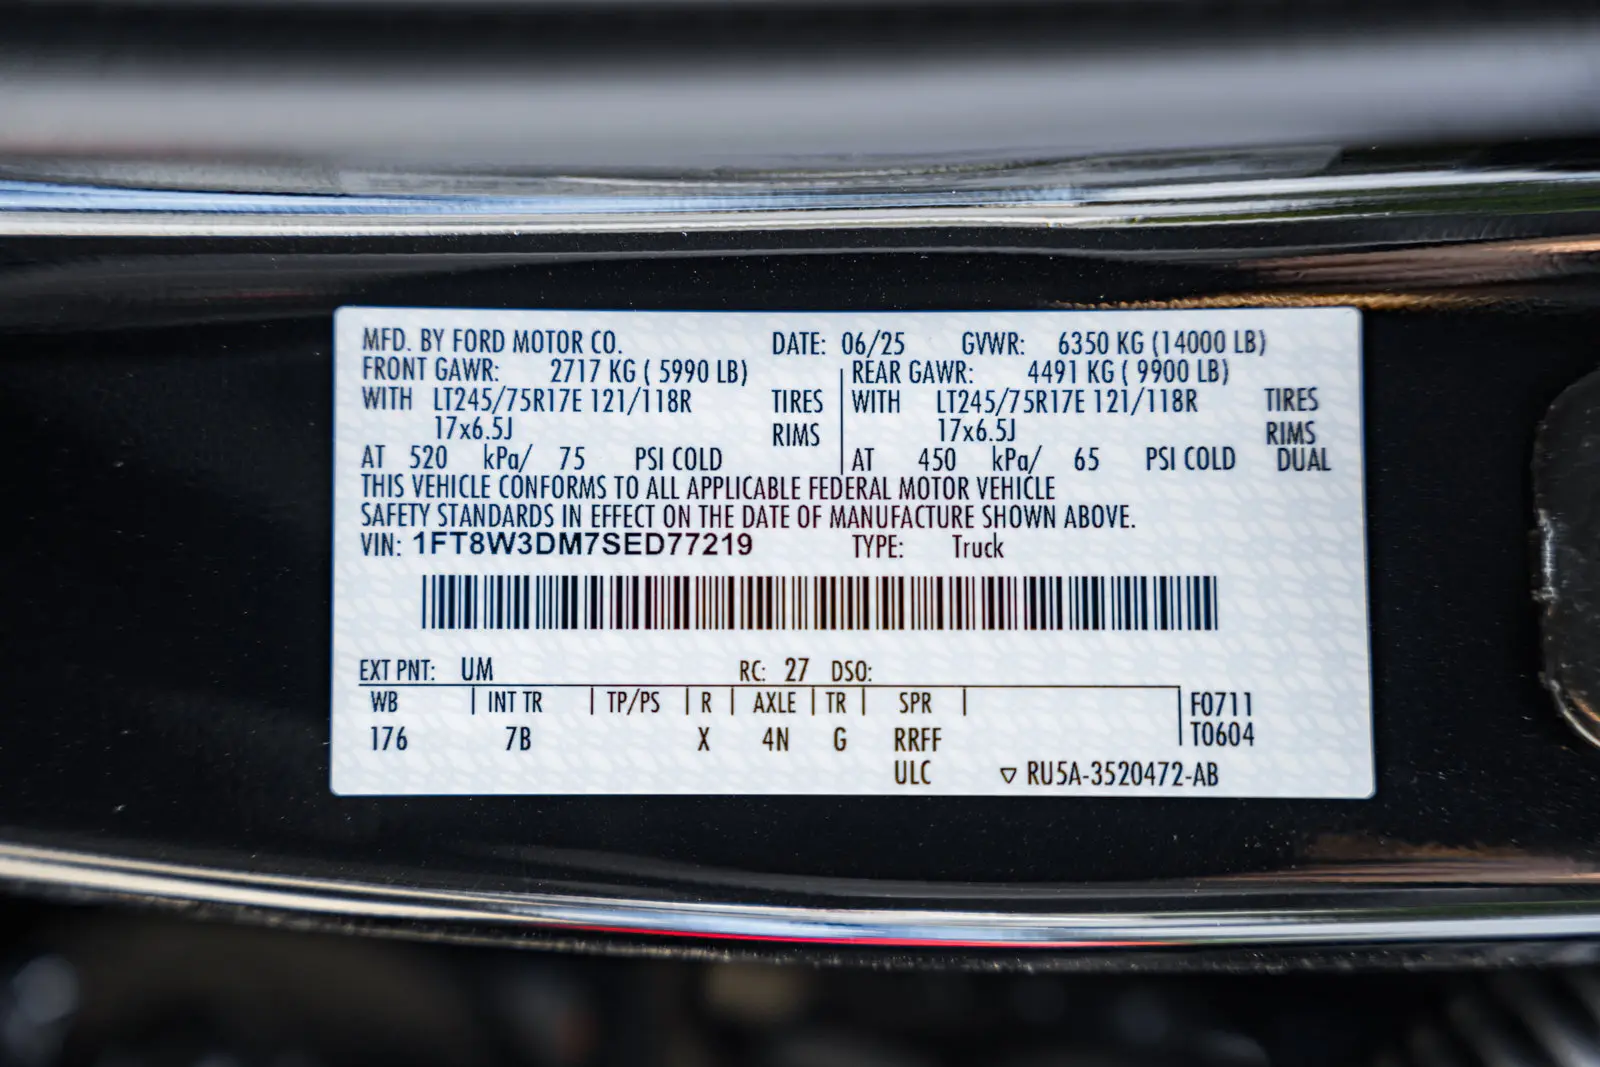 MFD. BY FORD MOTOR CO. DATE: 06/25 GVWR: 6350 KG (14000 LB)
FRONT GAWR: 2717 KG ( 5990 LB) REAR GAWR: 4491 KG ( 9900 LB)
WITH LT245/75R17E 121/118R TIRES WITH LT245/75R17E 121/118R TIRES
17x6.5J RIMS 17x6.5J RIMS
AT 520 kPa/ 75 PSI COLD AT 450 kPa/ 65 PSI COLD DUAL
THIS VEHICLE CONFORMS TO ALL APPLICABLE FEDERAL MOTOR VEHICLE
SAFETY STANDARDS IN EFFECT ON THE DATE OF MANUFACTURE SHOWN ABOVE.
VIN: 1FT8W3DM7SED77219 TYPE: Truck
EXT PNT: UM RC: 27 DSO:
WB | INT TR | TP/PS | R | AXLE | TR | SPR | F0711
176 7B X 4N G RRFF T0604
ULC ▽ RU5A-3520472-AB